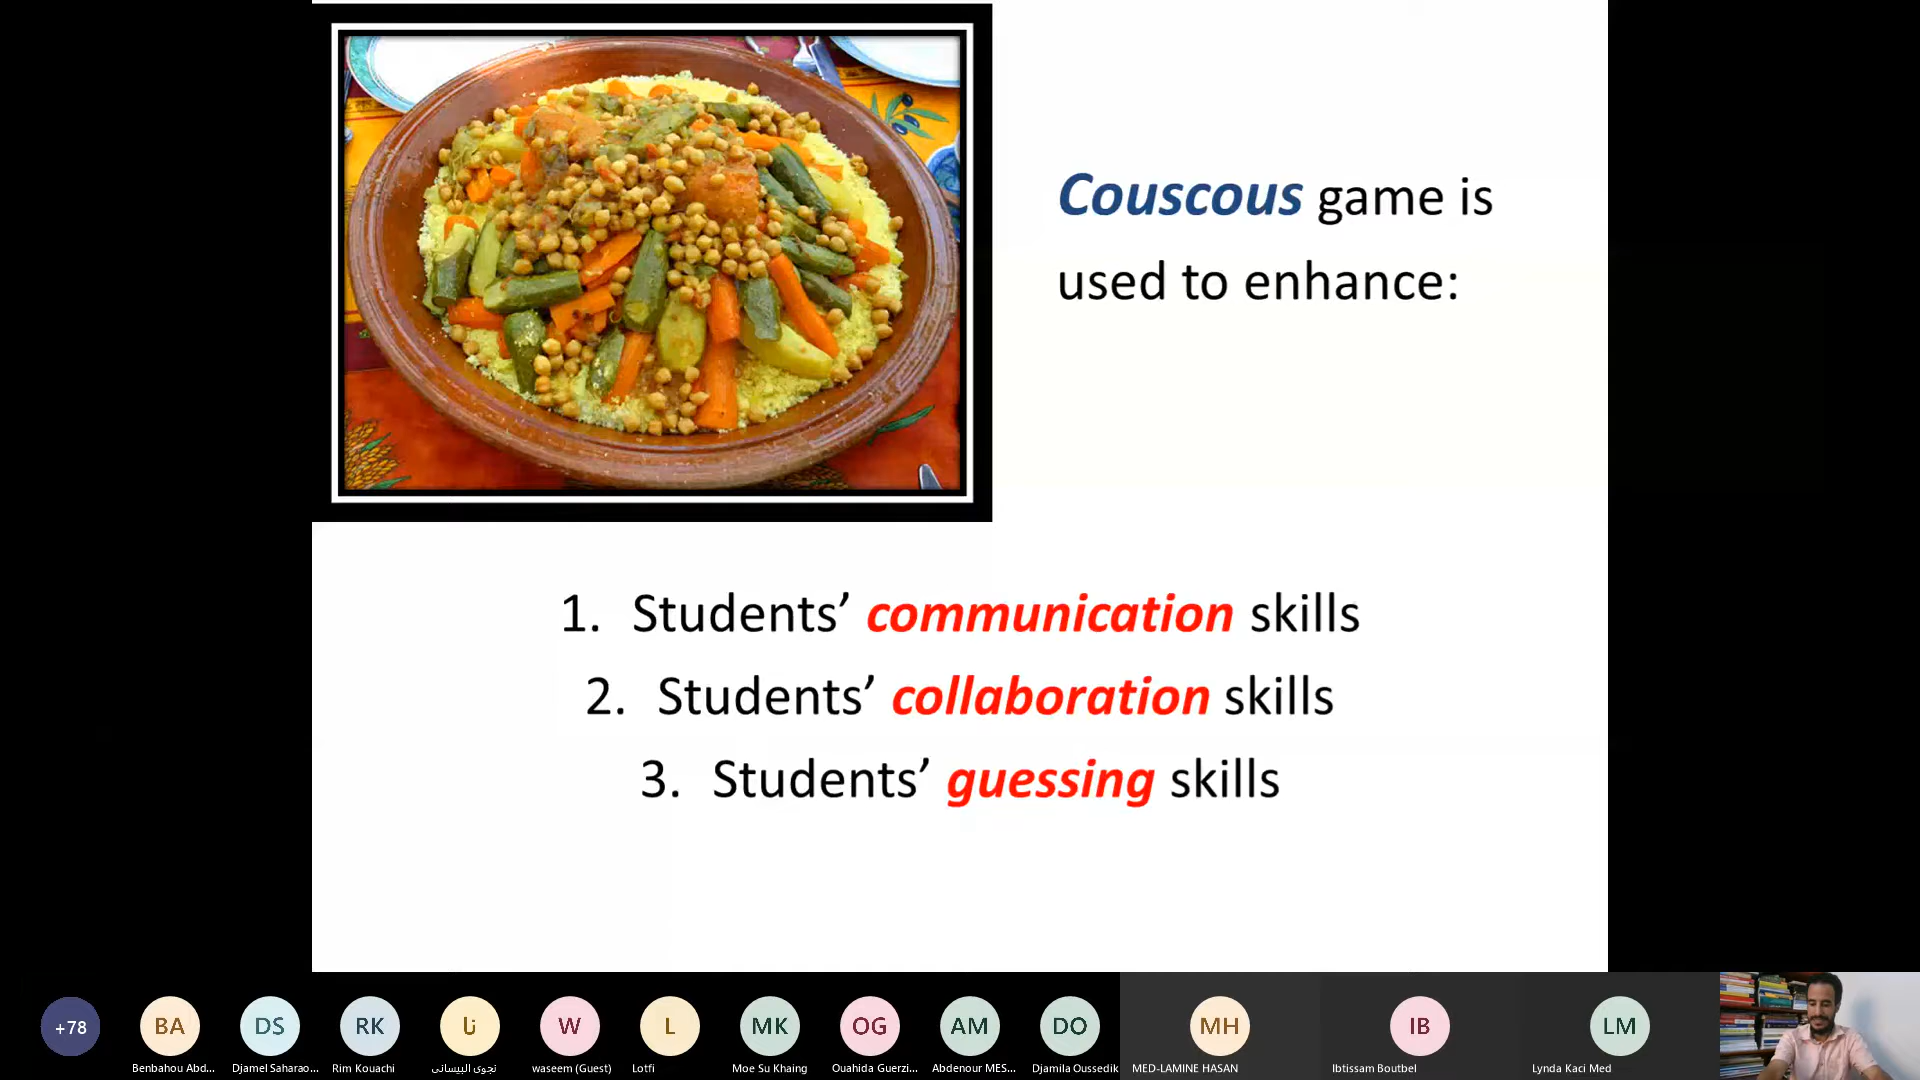 Couscous game is
used to enhance:
1. Students’ communication skills
2. Students’ collaboration skills
3. Students’ guessing skills
+78
BA
DS
RK
نا
W
L
MK
OG
AM
DO
MH
IB
LM
Benbahou Abd...
Djamel Saharao...
Rim Kouachi
نجوى البيسانى
waseem (Guest)
Lotfi
Moe Su Khaing
Ouahida Guerzi...
Abdenour MES...
Djamila Oussedik
MED-LAMINE HASAN
Ibtissam Boutbel
Lynda Kaci Med